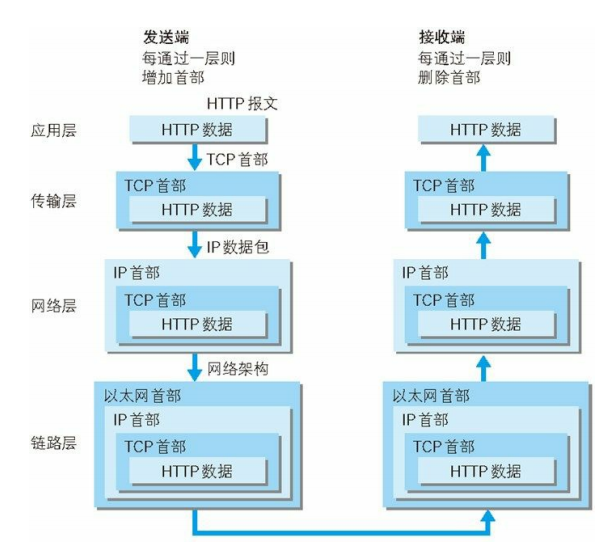 发送端
每通过一层则
增加首部
接收端
每通过一层则
删除首部
HTTP 报文
应用层
HTTP 数据
HTTP 数据
TCP 首部
传输层
TCP 首部
HTTP 数据
TCP 首部
HTTP 数据
IP 数据包
网络层
IP 首部
TCP 首部
HTTP 数据
IP 首部
TCP 首部
HTTP 数据
网络架构
链路层
以太网首部
IP 首部
TCP 首部
HTTP 数据
以太网首部
IP 首部
TCP 首部
HTTP 数据